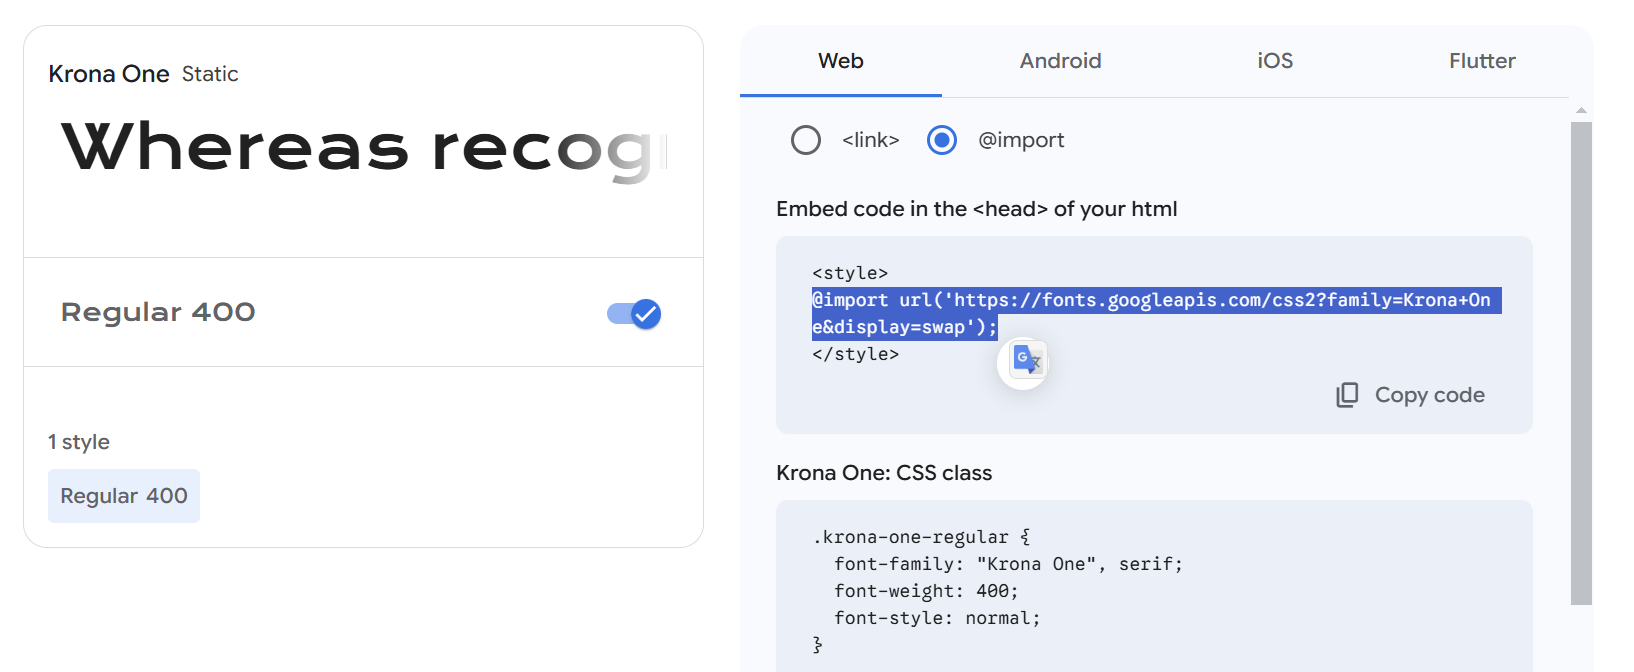 Krona One Static
Whereas recog
Regular 400
1 style
Regular 400
Web Android iOS Flutter
<link> @import
Embed code in the <head> of your html
<style>
@import url('https://fonts.googleapis.com/css2?family=Krona+On
e&display=swap');
</style>
Copy code
Krona One: CSS class
.krona-one-regular {
font-family: "Krona One", serif;
font-weight: 400;
font-style: normal;
}